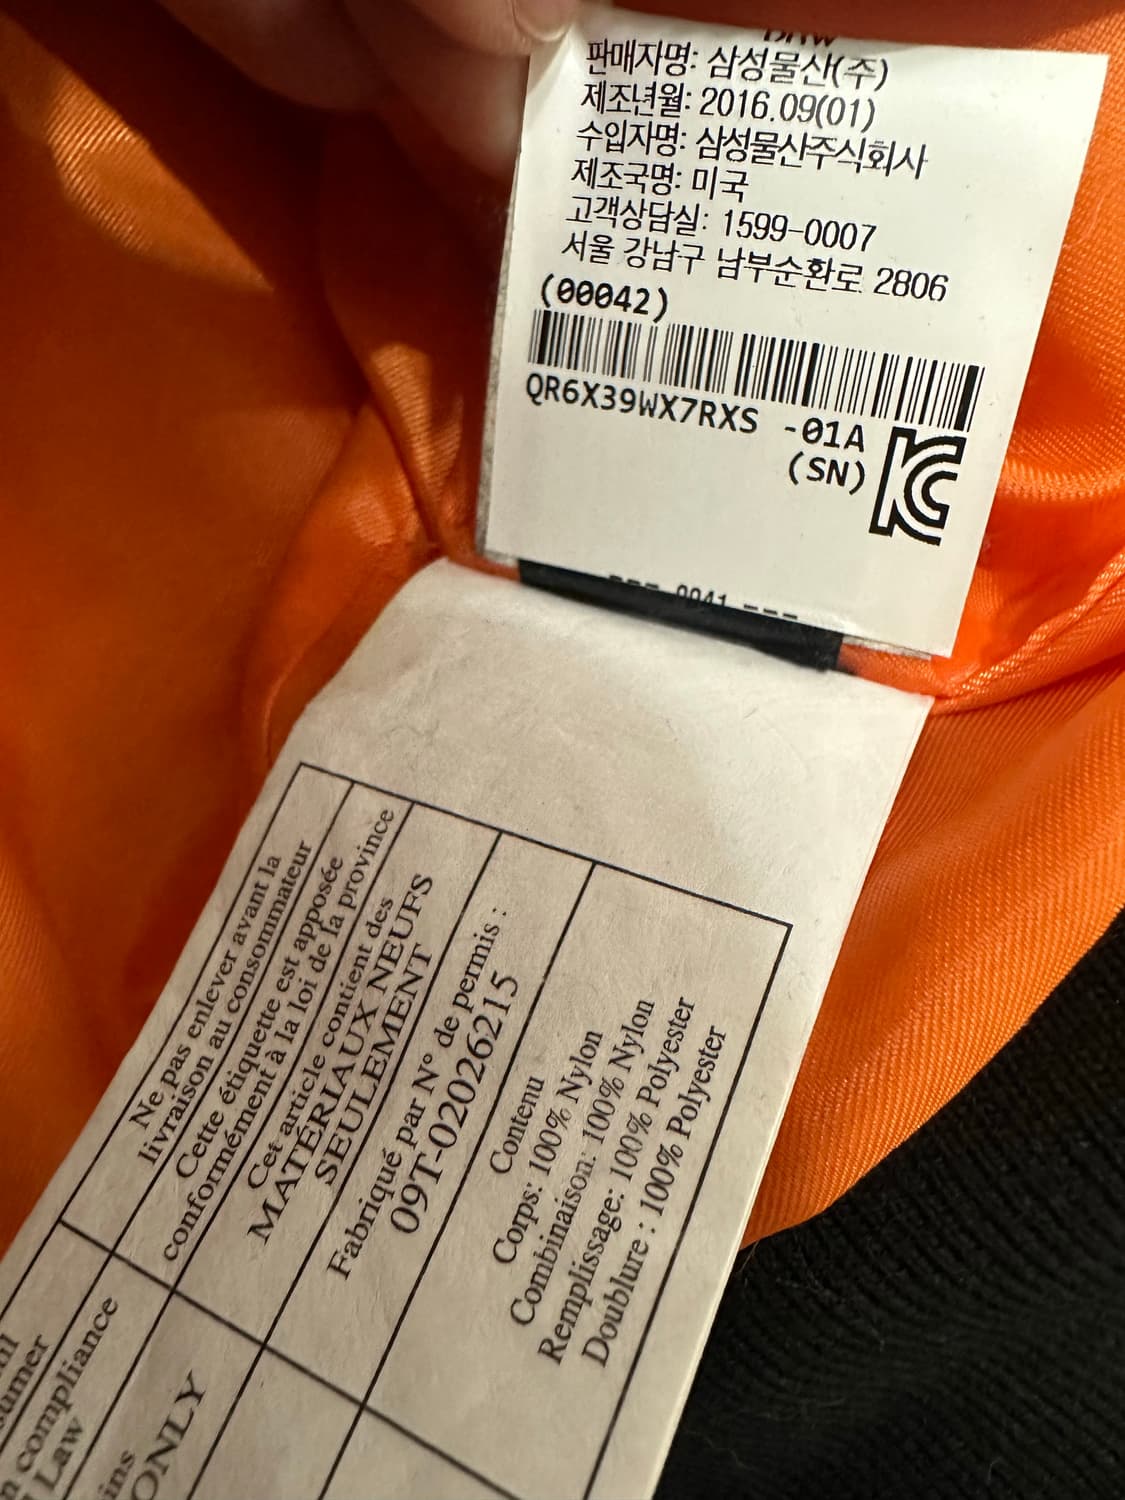 판매자명: 삼성물산(주)
제조년월: 2016.09(01)
수입자명: 삼성물산주식회사
제조국명: 미국
고객상담실: 1599-0007
서울 강남구 남부순환로 2806
(00042)
QR6X39WX7RXS -01A
(SN)
KC
--- 0041 ---
Ne pas enlever avant la
livraison au consommateur
Cette étiquette est apposée
conformément à la loi de la province
Cet article contient des
MATÉRIAUX NEUFS
SEULEMENT
Fabriqué par N° de permis :
09T-02026215
Contenu
Corps: 100% Nylon
Combinaison: 100% Nylon
Remplissage: 100% Polyester
Doublure : 100% Polyester
compliance
Law
ONLY